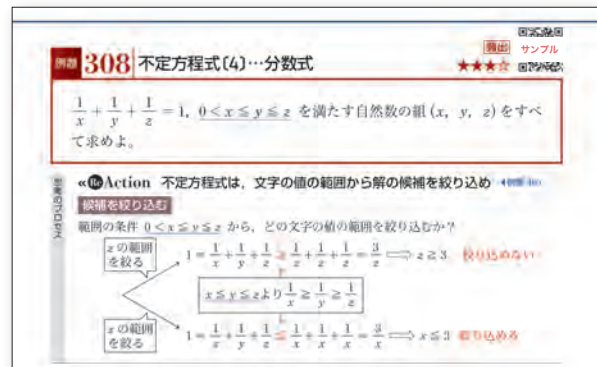 頻出 サンプル
例題 308 不定方程式〔4〕…分数式
★★★☆
1/x + 1/y + 1/z = 1, 0 < x ≦ y ≦ z を満たす自然数の組 (x, y, z) をすべ
て求めよ。
思考のプロセス
≪ReAction 不定方程式は，文字の値の範囲から解の候補を絞り込め
候補を絞り込む
範囲の条件 0 < x ≦ y ≦ z から，どの文字の値の範囲を絞り込むか？
zの範囲
を絞る
1 = 1/x + 1/y + 1/z ≧ 1/z + 1/z + 1/z = 3/z ⟹ z ≧ 3 絞り込めない
x ≦ y ≦ z より 1/x ≧ 1/y ≧ 1/z
xの範囲
を絞る
1 = 1/x + 1/y + 1/z ≦ 1/x + 1/x + 1/x = 3/x ⟹ x ≦ 3 絞り込める